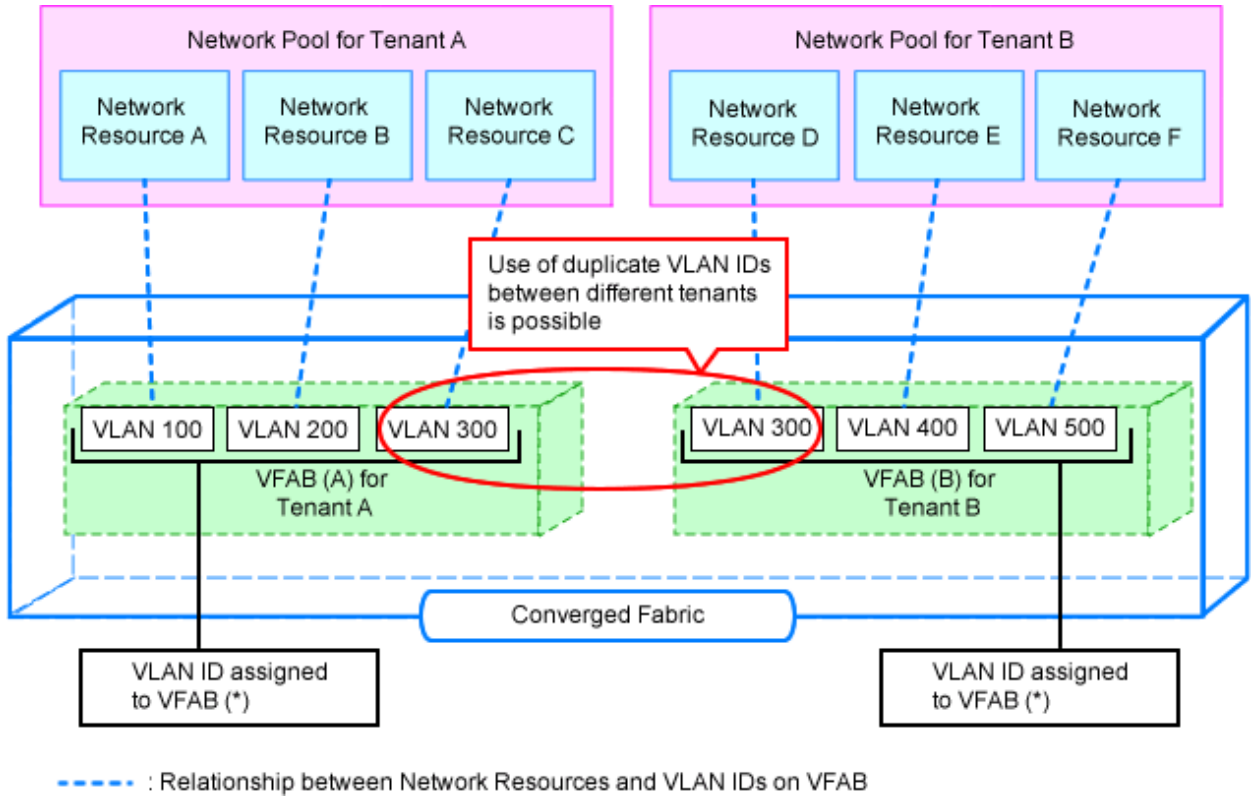 Network Pool for Tenant A
Network Pool for Tenant B
Network
Resource A
Network
Resource B
Network
Resource C
Network
Resource D
Network
Resource E
Network
Resource F
Use of duplicate VLAN IDs
between different tenants
is possible
VLAN 100
VLAN 200
VLAN 300
VLAN 300
VLAN 400
VLAN 500
VFAB (A) for
Tenant A
VFAB (B) for
Tenant B
Converged Fabric
VLAN ID assigned
to VFAB (*)
VLAN ID assigned
to VFAB (*)
: Relationship between Network Resources and VLAN IDs on VFAB